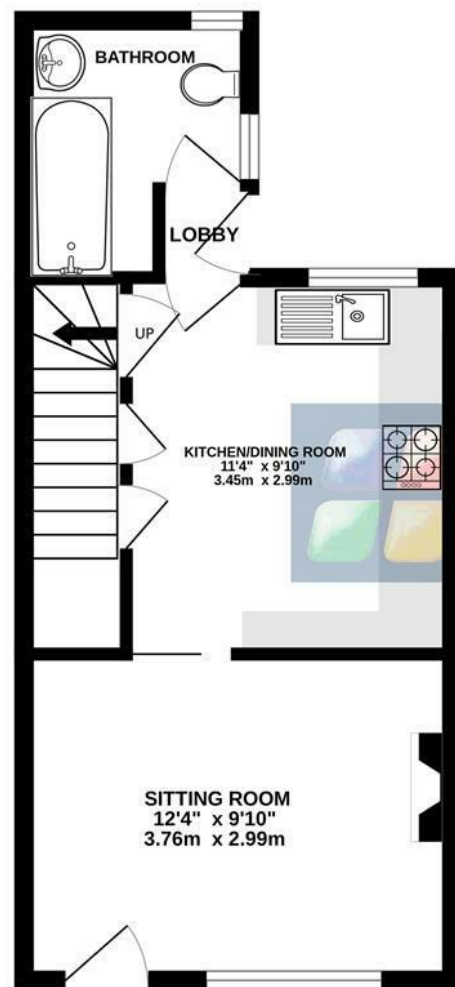 BATHROOM
LOBBY
UP
KITCHEN/DINING ROOM
11'4" x 9'10"
3.45m x 2.99m
SITTING ROOM
12'4" x 9'10"
3.76m x 2.99m